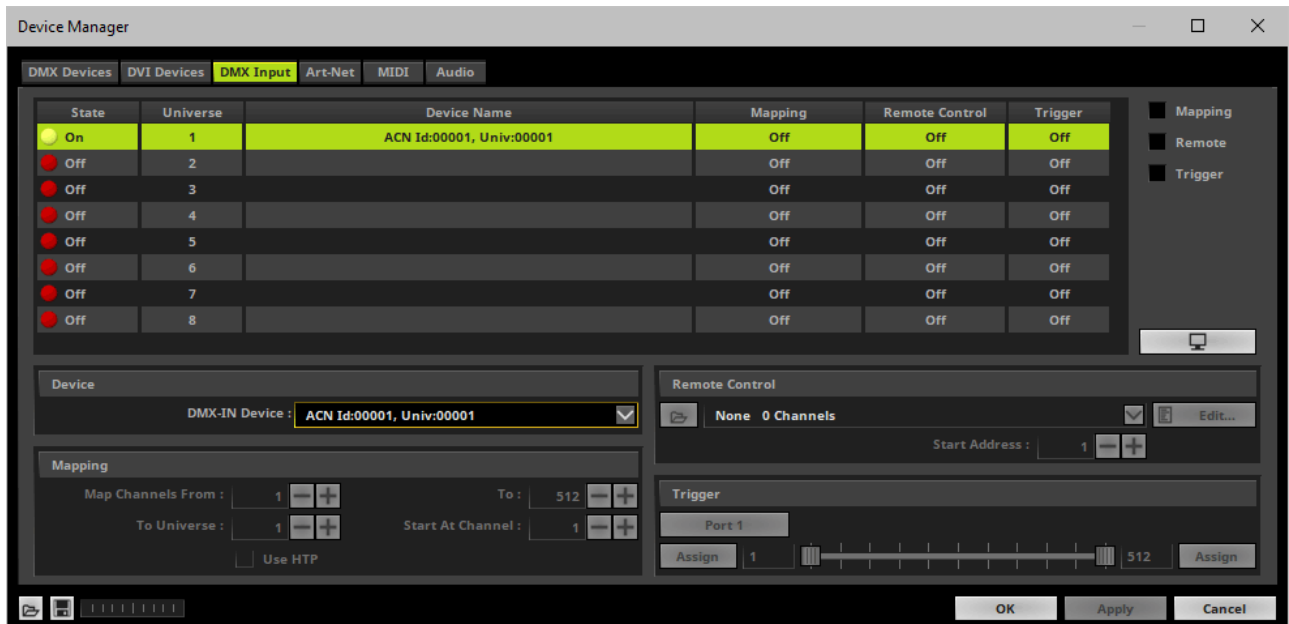 Device Manager
DMX Devices DVI Devices DMX Input Art-Net MIDI Audio
State Universe Device Name Mapping Remote Control Trigger
On 1 ACN Id:00001, Univ:00001 Off Off Off
Off 2 Off Off Off
Off 3 Off Off Off
Off 4 Off Off Off
Off 5 Off Off Off
Off 6 Off Off Off
Off 7 Off Off Off
Off 8 Off Off Off
Mapping
Remote
Trigger
Device
DMX-IN Device : ACN Id:00001, Univ:00001
Mapping
Map Channels From : 1 To : 512
To Universe : 1 Start At Channel : 1
Use HTP
Remote Control
None 0 Channels Edit...
Start Address : 1
Trigger
Port 1
Assign 1 512 Assign
OK Apply Cancel